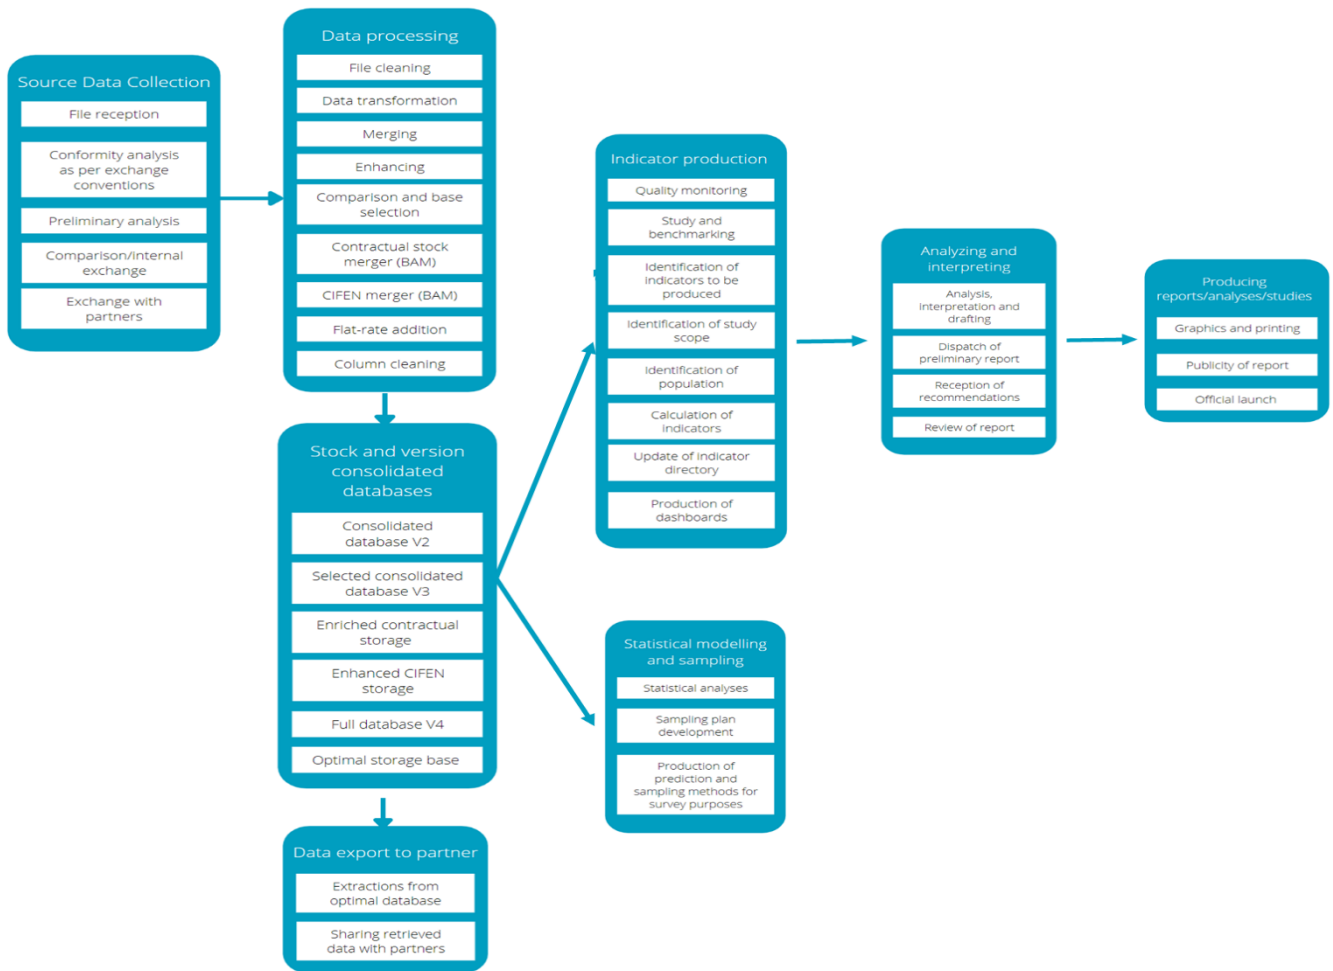 Source Data Collection
File reception
Conformity analysis
as per exchange
conventions
Preliminary analysis
Comparison/internal
exchange
Exchange with
partners
Data processing
File cleaning
Data transformation
Merging
Enhancing
Comparison and base
selection
Contractual stock
merger (BAM)
CIFEN merger (BAM)
Flat-rate addition
Column cleaning
Stock and version
consolidated
databases
Consolidated
database V2
Selected consolidated
database V3
Enriched contractual
storage
Enhanced CIFEN
storage
Full database V4
Optimal storage base
Data export to partner
Extractions from
optimal database
Sharing retrieved
data with partners
Indicator production
Quality monitoring
Study and
benchmarking
Identification of
indicators to be
produced
Identification of study
scope
Identification of
population
Calculation of
indicators
Update of indicator
directory
Production of
dashboards
Statistical modelling
and sampling
Statistical analyses
Sampling plan
development
Production of
prediction and
sampling methods for
survey purposes
Analyzing and
interpreting
Analysis,
interpretation and
drafting
Dispatch of
preliminary report
Reception of
recommendations
Review of report
Producing
reports/analyses/studies
Graphics and printing
Publicity of report
Official launch